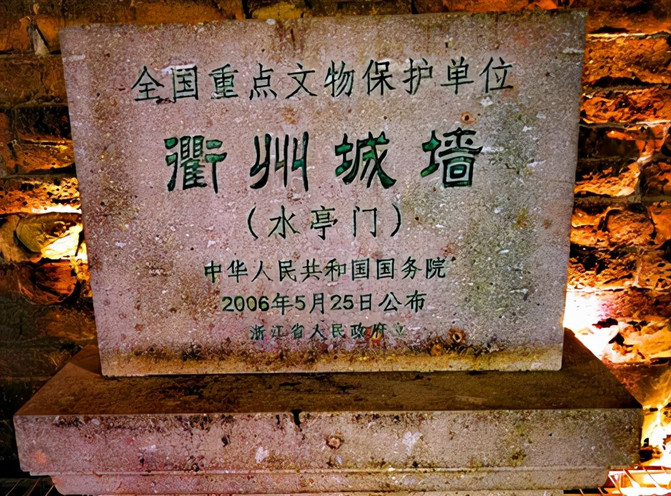 全国重点文物保护单位
衢州城墙
（水亭门）
中华人民共和国国务院
2006年5月25日公布
浙江省人民政府立